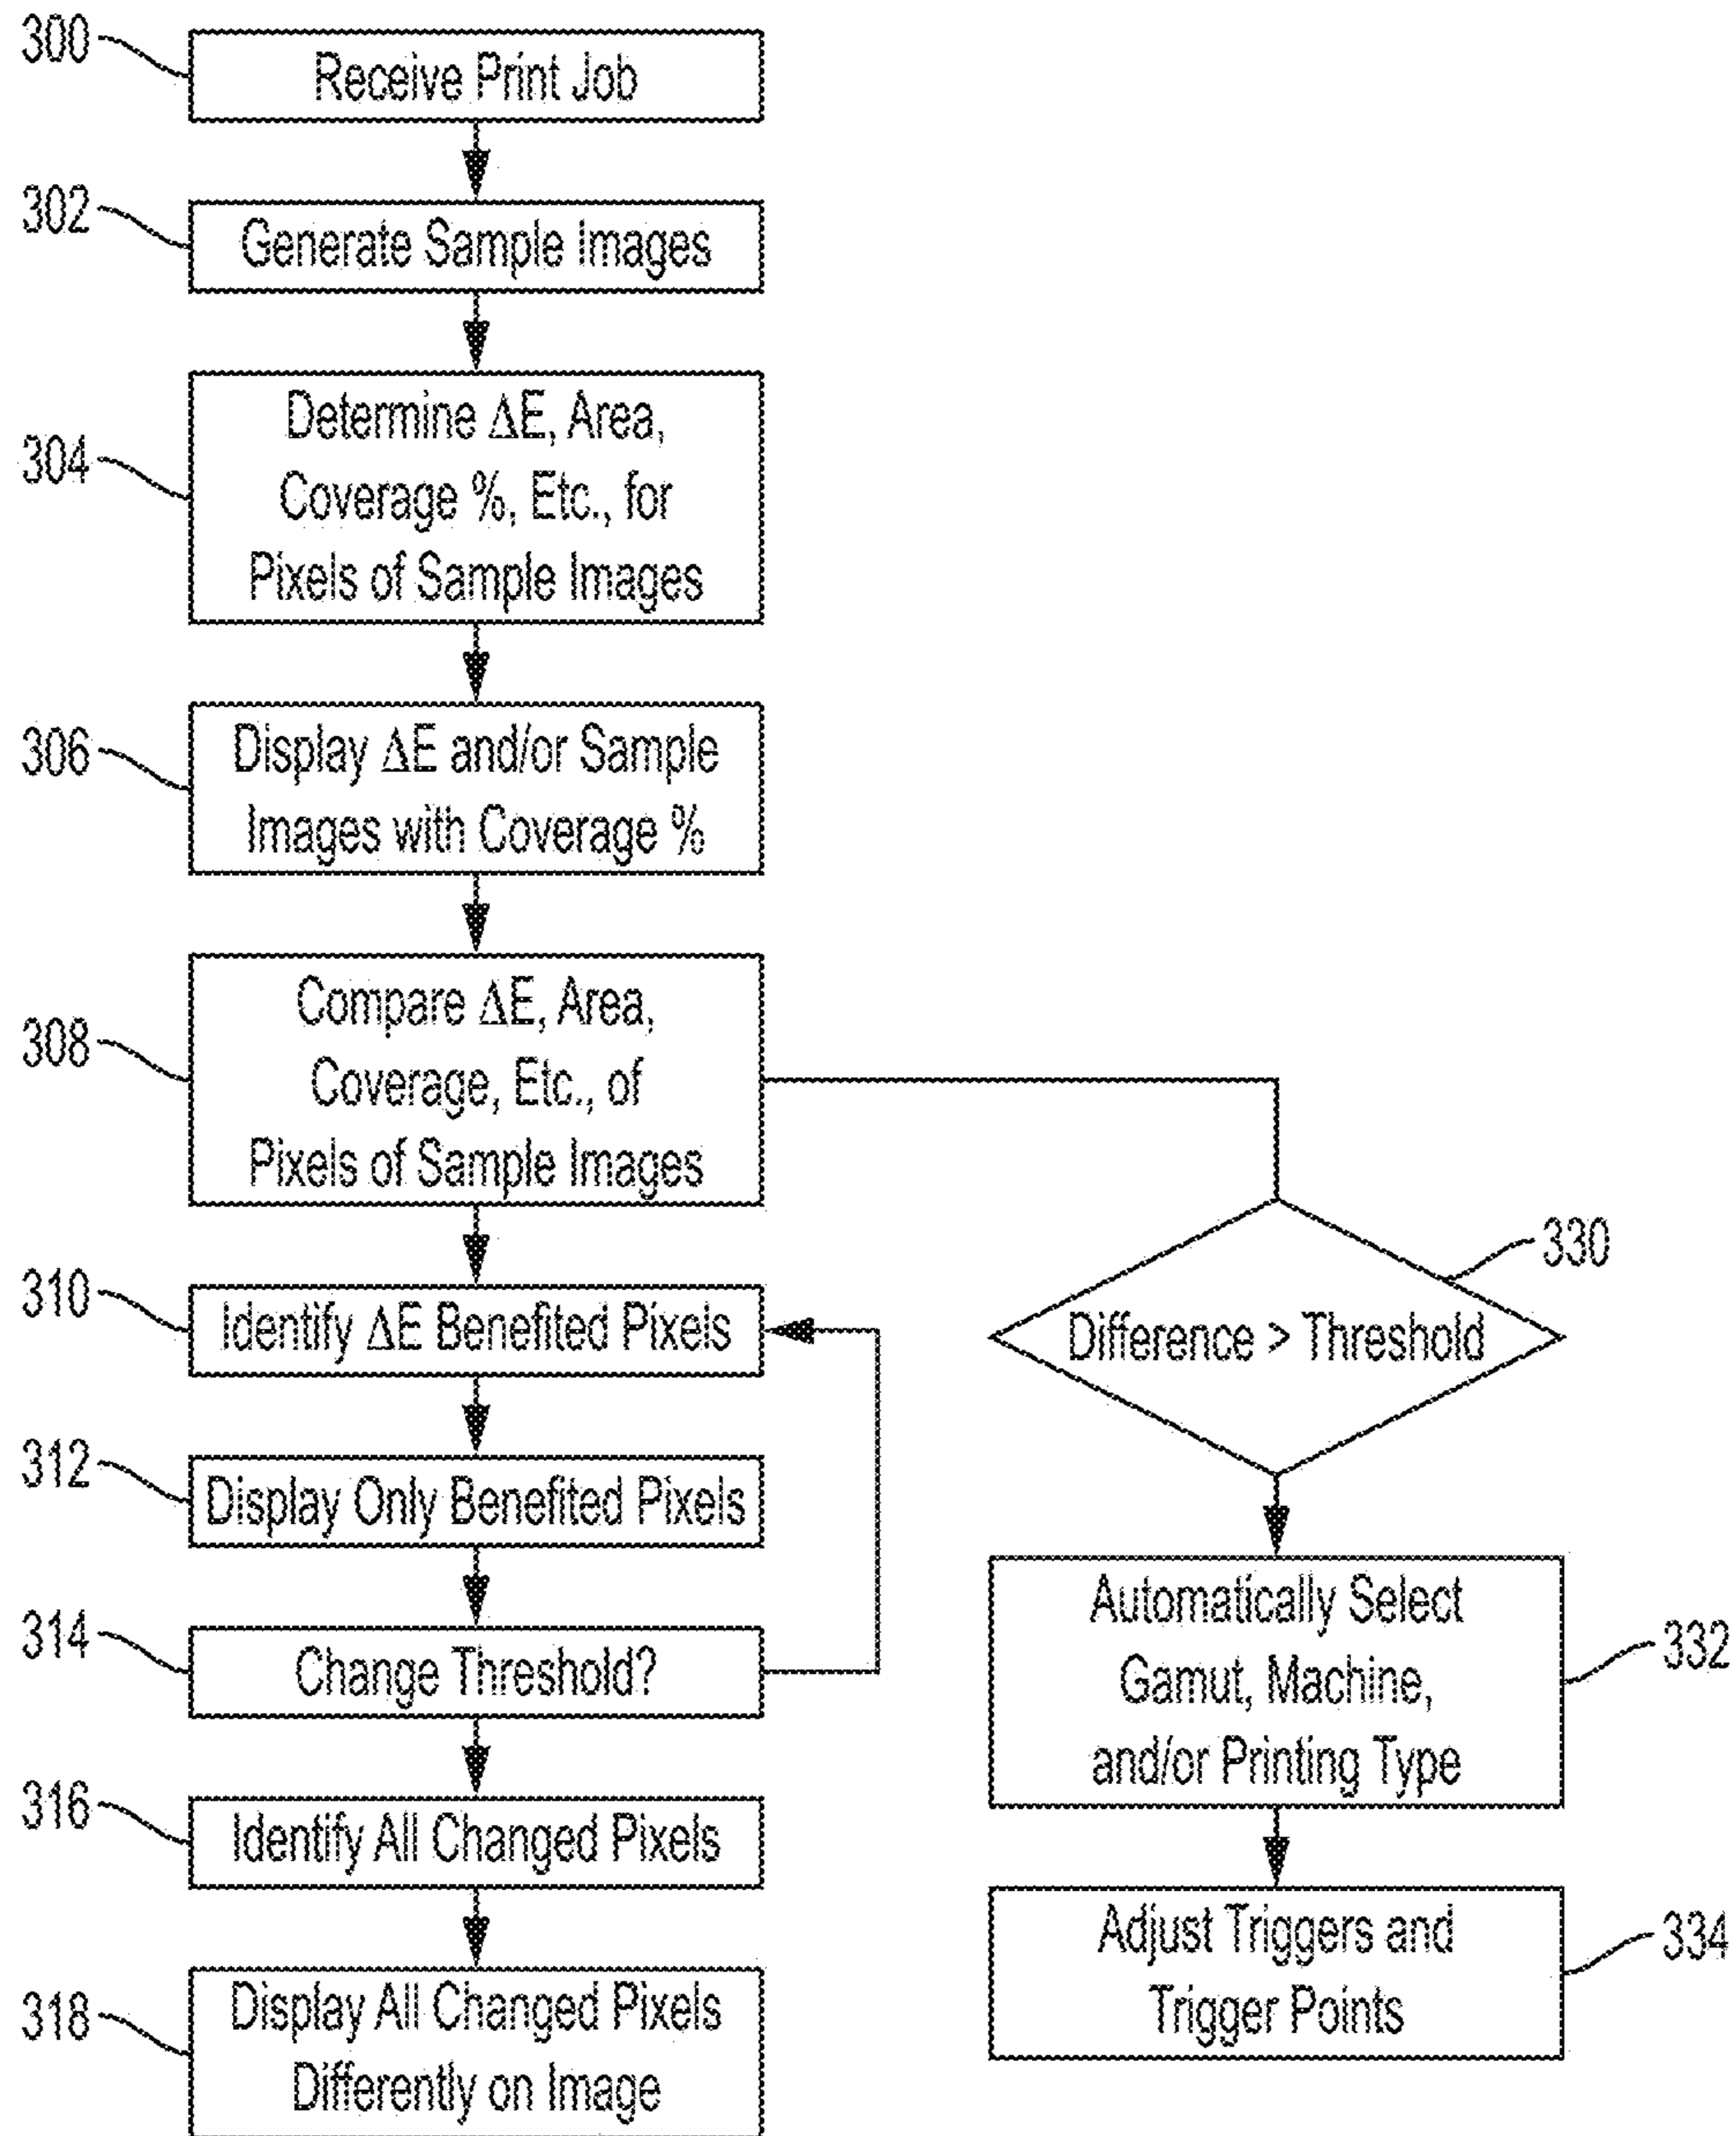 300
Receive Print Job
302
Generate Sample Images
304
Determine ΔE, Area,
Coverage %, Etc., for
Pixels of Sample Images
306
Display ΔE and/or Sample
Images with Coverage %
308
Compare ΔE, Area,
Coverage, Etc., of
Pixels of Sample Images
310
Identify ΔE Benefited Pixels
312
Display Only Benefited Pixels
314
Change Threshold?
316
Identify All Changed Pixels
318
Display All Changed Pixels
Differently on Image
330
Difference > Threshold
332
Automatically Select
Gamut, Machine,
and/or Printing Type
334
Adjust Triggers and
Trigger Points